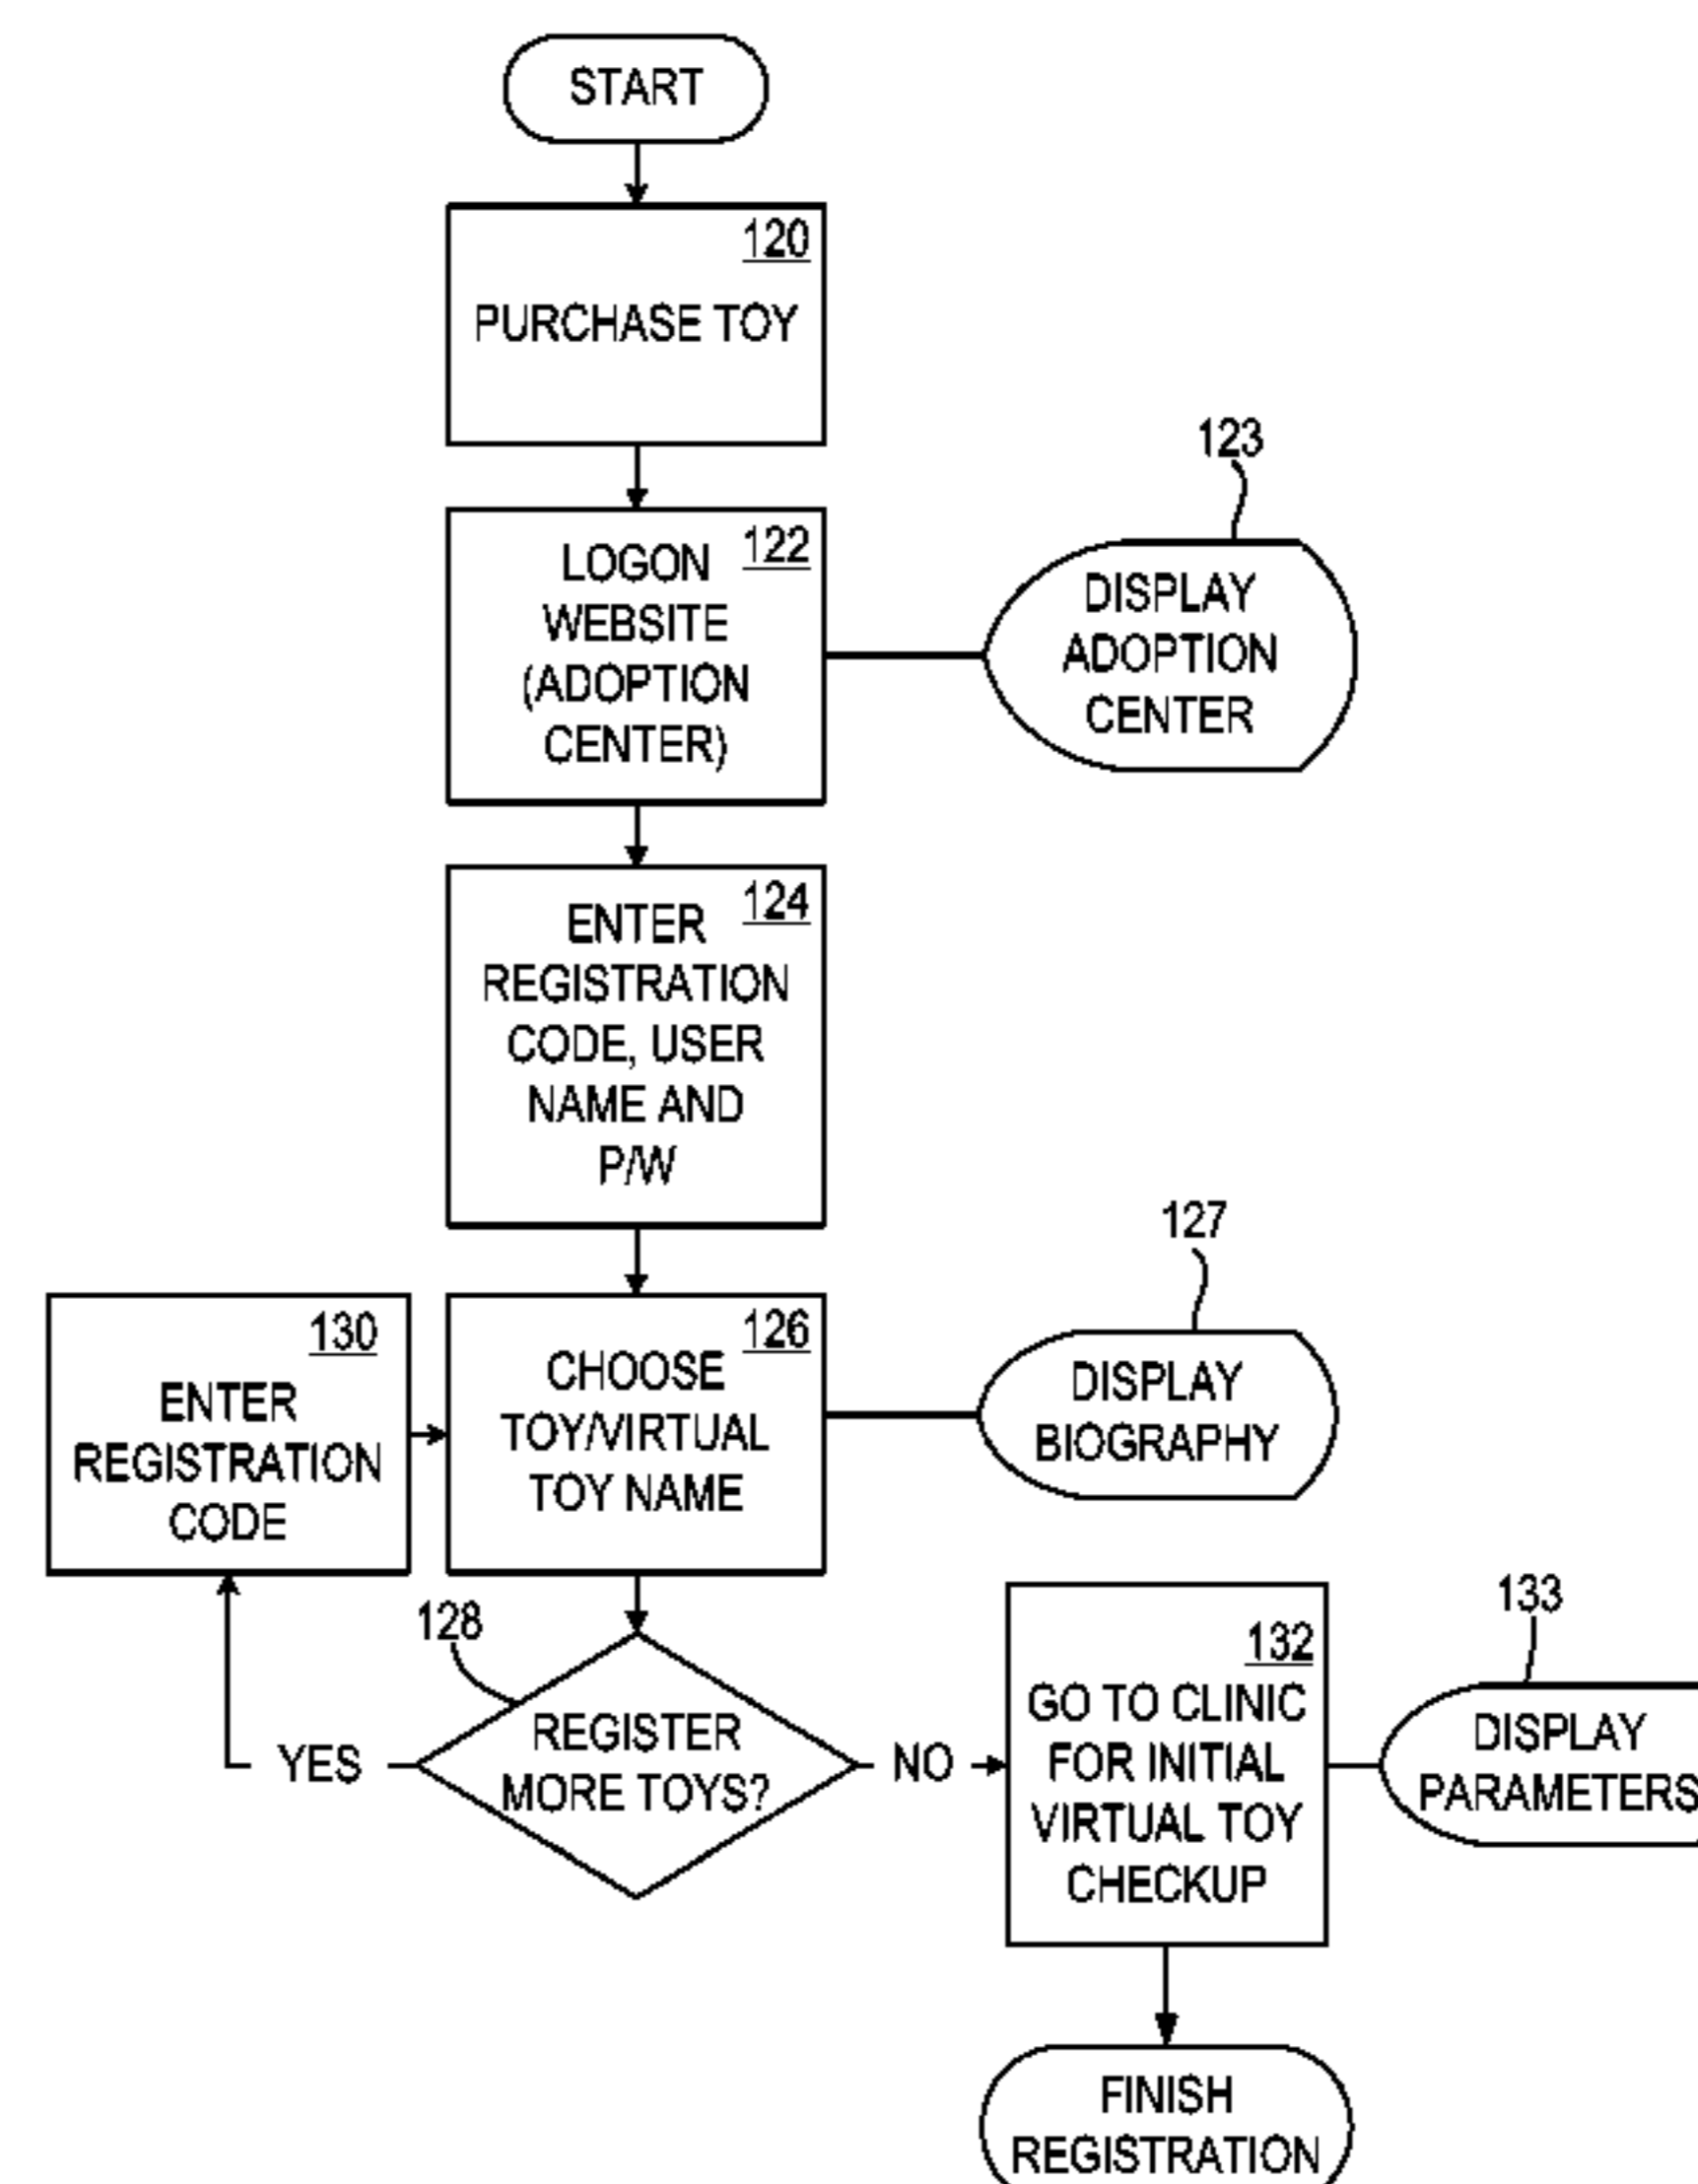 START
120
PURCHASE TOY
123
122
LOGON
WEBSITE
(ADOPTION
CENTER)
DISPLAY
ADOPTION
CENTER
124
ENTER
REGISTRATION
CODE, USER
NAME AND
P/W
127
130
ENTER
REGISTRATION
CODE
126
CHOOSE
TOY/VIRTUAL
TOY NAME
DISPLAY
BIOGRAPHY
128
REGISTER
MORE TOYS?
YES
NO
132
GO TO CLINIC
FOR INITIAL
VIRTUAL TOY
CHECKUP
133
DISPLAY
PARAMETERS
FINISH
REGISTRATION